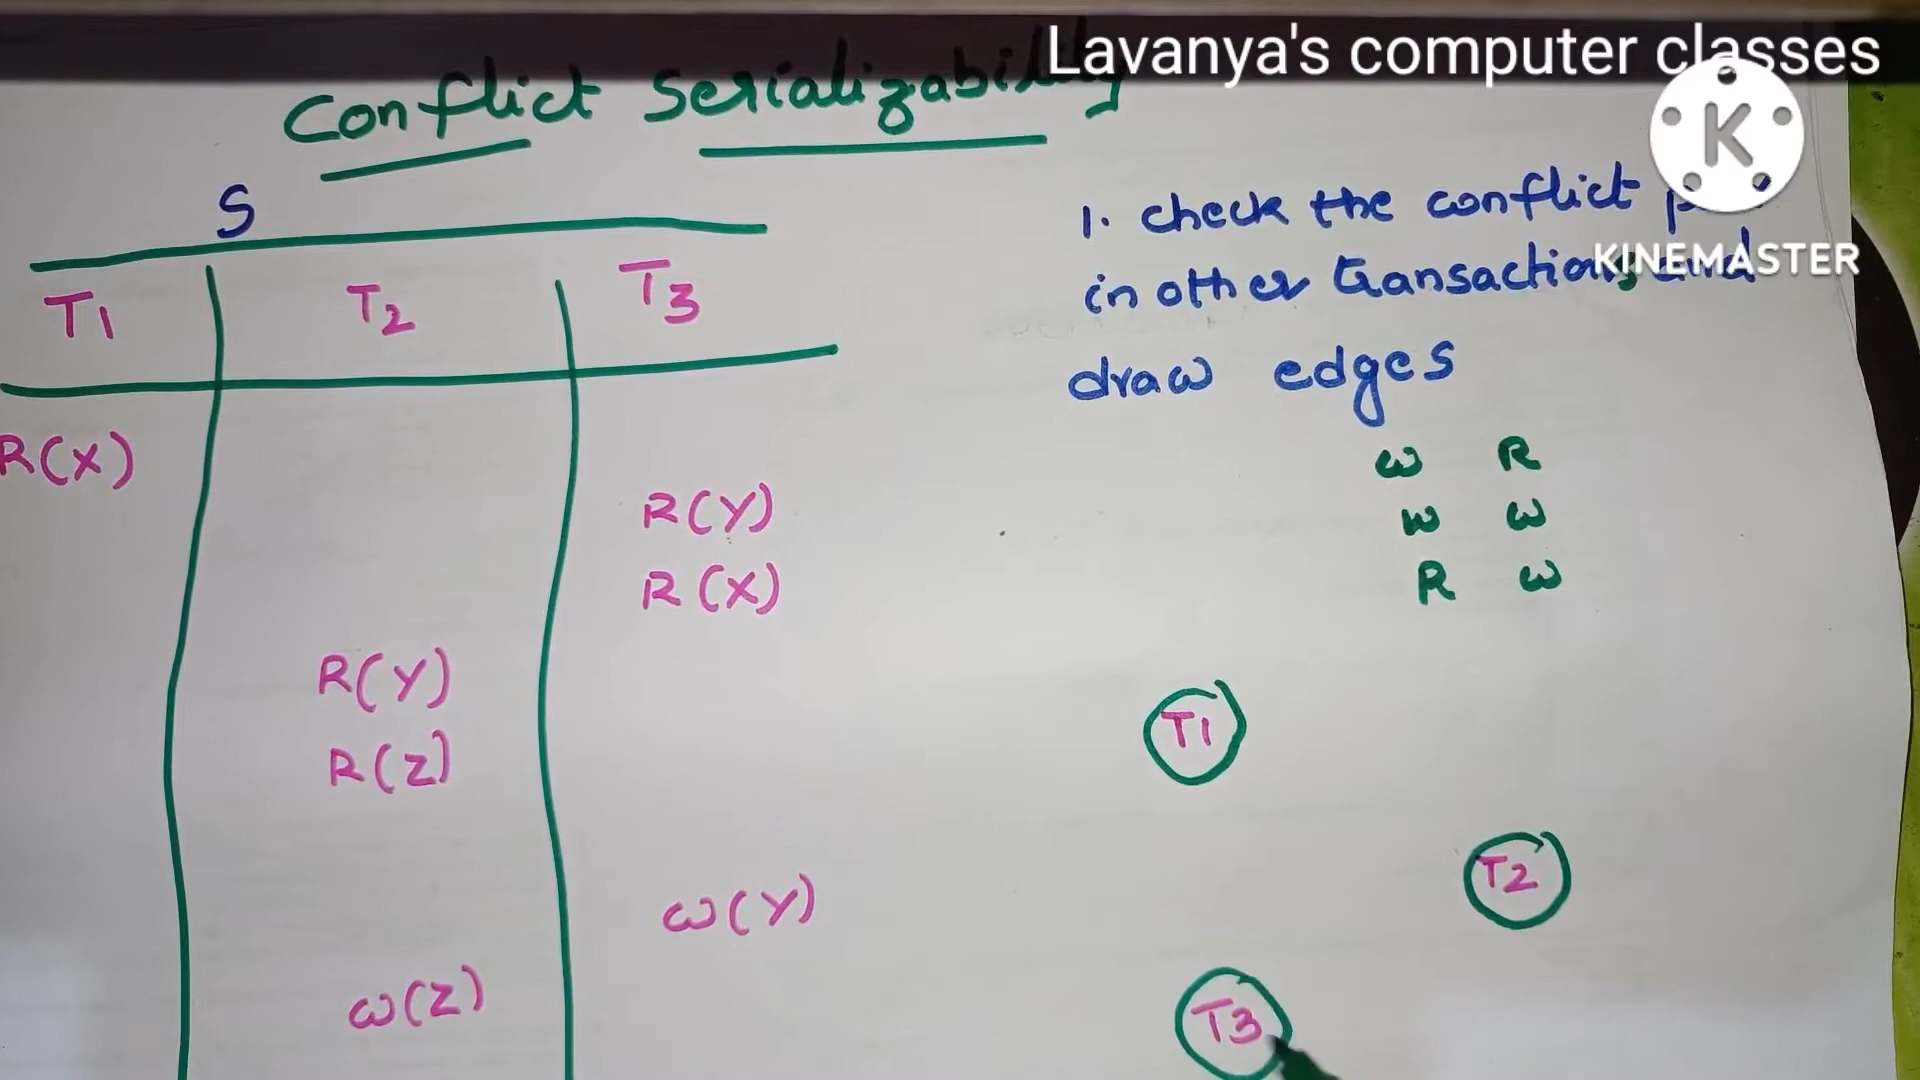 Lavanya's computer classes
K
KINEMASTER
Conflict Serializability
S
T1 T2 T3
R(X)
R(Y)
R(X)
R(Y)
R(Z)
W(Y)
W(Z)
1. check the conflict
in other transactions and
draw edges
W R
W W
R W
T1
T2
T3